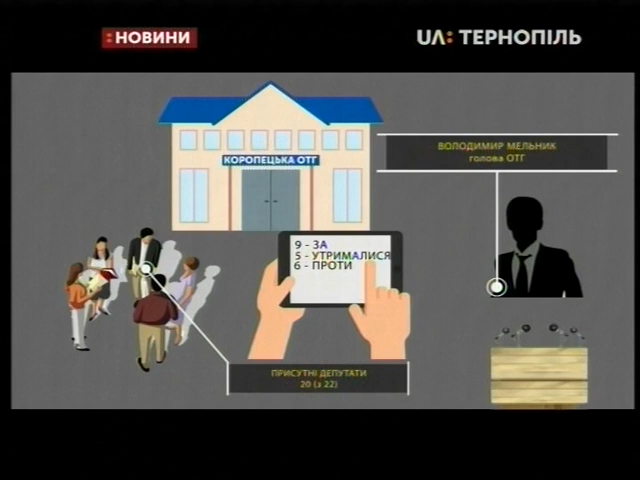 :НОВИНИ
UA: ТЕРНОПІЛЬ
ВОЛОДИМИР МЕЛЬНИК
голова ОТГ
КОРОПЕЦЬКА ОТГ
9 - ЗА
5 - УТРИМАЛИСЯ
6 - ПРОТИ
ПРИСУТНІ ДЕПУТАТИ
20 (з 22)